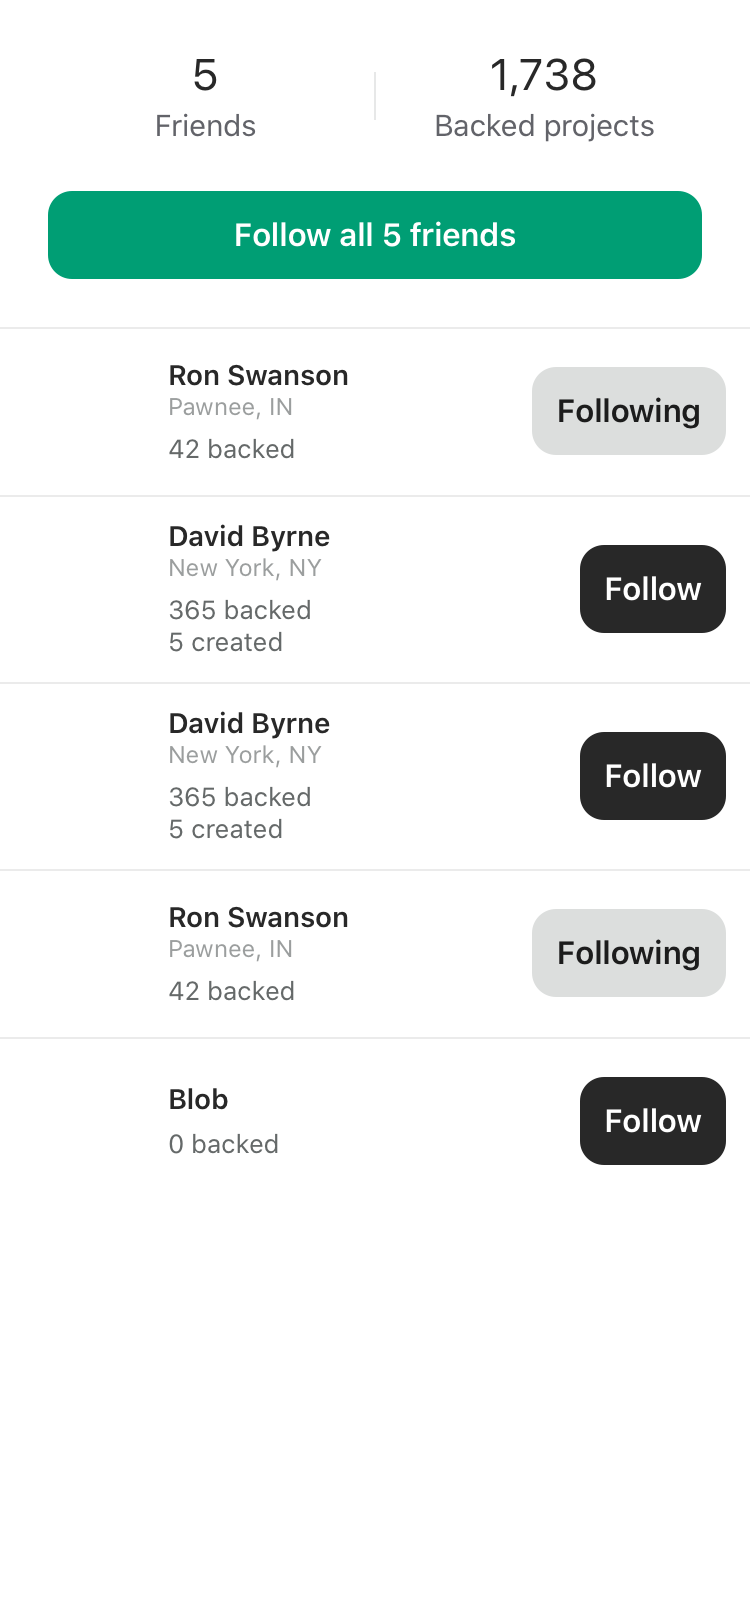 5
Friends
1,738
Backed projects
Follow all 5 friends
Ron Swanson
Pawnee, IN
42 backed
Following
David Byrne
New York, NY
365 backed
5 created
Follow
David Byrne
New York, NY
365 backed
5 created
Follow
Ron Swanson
Pawnee, IN
42 backed
Following
Blob
0 backed
Follow